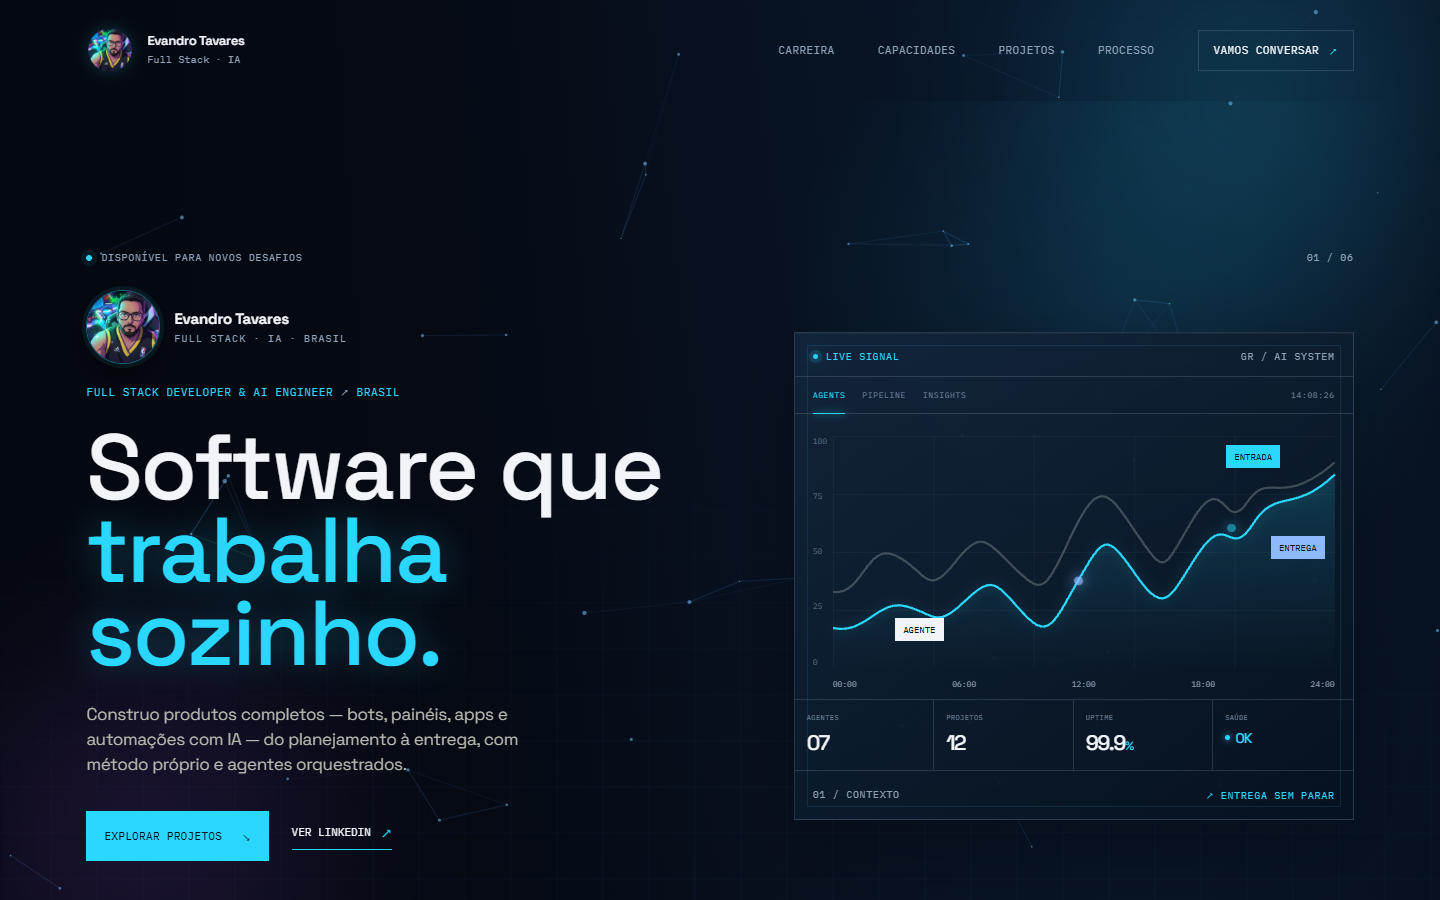 Evandro Tavares
Full Stack · IA
CARREIRA
CAPACIDADES
PROJETOS
PROCESSO
VAMOS CONVERSAR ↗
DISPONÍVEL PARA NOVOS DESAFIOS
01 / 06
Evandro Tavares
FULL STACK · IA · BRASIL
FULL STACK DEVELOPER & AI ENGINEER ↗ BRASIL
Software que
trabalha
sozinho.
Construo produtos completos — bots, painéis, apps e
automações com IA — do planejamento à entrega, com
método próprio e agentes orquestrados.
EXPLORAR PROJETOS ↘
VER LINKEDIN ↗
LIVE SIGNAL
GR / AI SYSTEM
AGENTS
PIPELINE
INSIGHTS
14:08:26
100
75
50
25
0
ENTRADA
ENTREGA
AGENTE
00:00
06:00
12:00
18:00
24:00
AGENTES
07
PROJETOS
12
UPTIME
99.9%
SAÚDE
OK
01 / CONTEXTO
↗ ENTREGA SEM PARAR